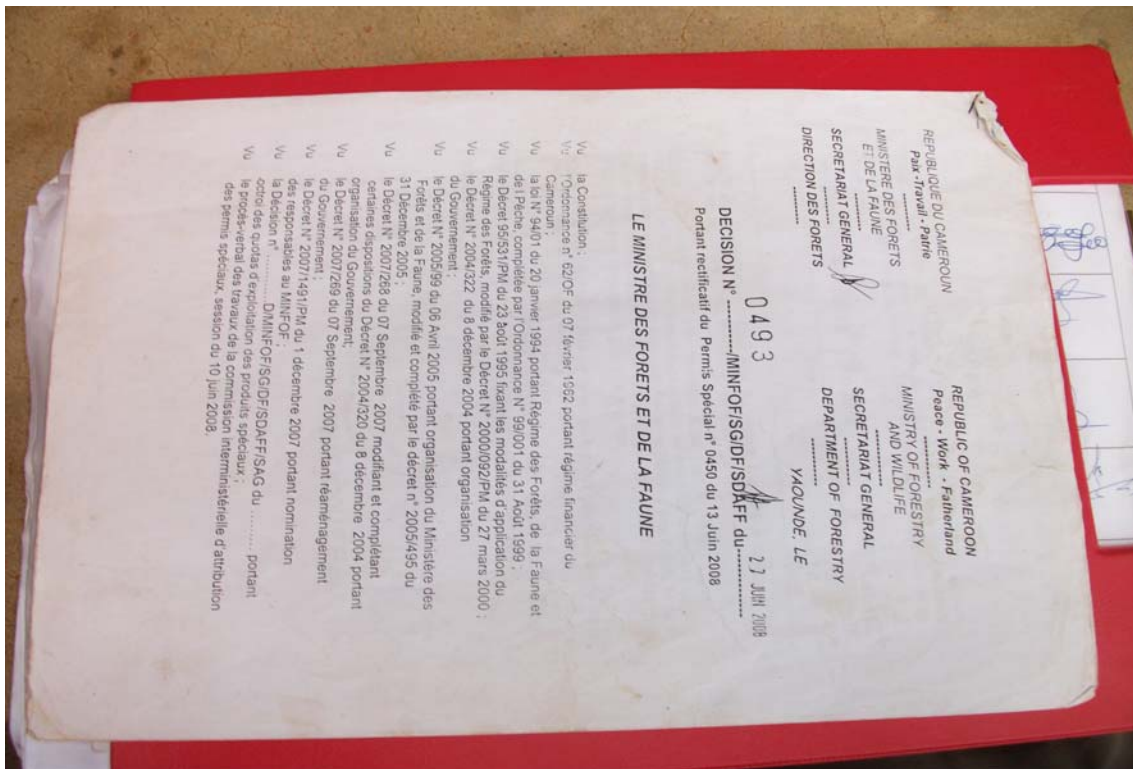 REPUBLIQUE DU CAMEROUN
Paix -Travail - Patrie
............
MINISTERE DES FORETS
ET DE LA FAUNE
............
SECRETARIAT GENERAL
............
DIRECTION DES FORETS
............
REPUBLIC OF CAMEROON
Peace - Work - Fatherland
............
MINISTRY OF FORESTRY
AND WILDLIFE
............
SECRETARIAT GENERAL
............
DEPARTMENT OF FORESTRY
............
YAOUNDE, LE
0493
27 JUIN 2008
DECISION N° ------------/MINFOF/SG/DF/SDAFF du------------
Portant rectificatif du Permis Spécial n° 0450 du 13 Juin 2008
LE MINISTRE DES FORETS ET DE LA FAUNE
Vu la Constitution ;
Vu l'Ordonnance n° 62/OF du 07 février 1962 portant régime financier du
Cameroun ;
Vu la loi N° 94/01 du 20 janvier 1994 portant Régime des Forêts, de la Faune et
de l Pêche, complétée par l'Ordonnance N° 99/001 du 31 Août 1999 ;
Vu le Décret 95/531/PM du 23 août 1995 fixant les modalités d'application du
Régime des Forêts, modifié par le Décret N° 2000/092/PM du 27 mars 2000 ;
Vu le Décret N° 2004/322 du 8 décembre 2004 portant organisation
du Gouvernement ;
Vu le Décret N° 2005/99 du 06 Avril 2005 portant organisation du Ministère des
Forêts et de la Faune, modifié et complété par le décret n° 2005/495 du
31 Décembre 2005 ;
Vu le Décret N° 2007/268 du 07 Septembre 2007 modifiant et complétant
certaines dispositions du Décret N° 2004/320 du 8 décembre 2004 portant
organisation du Gouvernement;
Vu le Décret N° 2007/269 du 07 Septembre 2007 portant réaménagement
du Gouvernement ;
Vu le Décret N° 2007/1491/PM du 1 décembre 2007 portant nomination
des responsables au MINFOF ;
Vu la Décision n° ............D/MINFOF/SG/DF/SDAFF/SAG du ......... portant
octroi des quotas d'exploitation des produits spéciaux ;
Vu le procès-verbal des travaux de la commission interministérielle d'attribution
des permis spéciaux, session du 10 juin 2008.